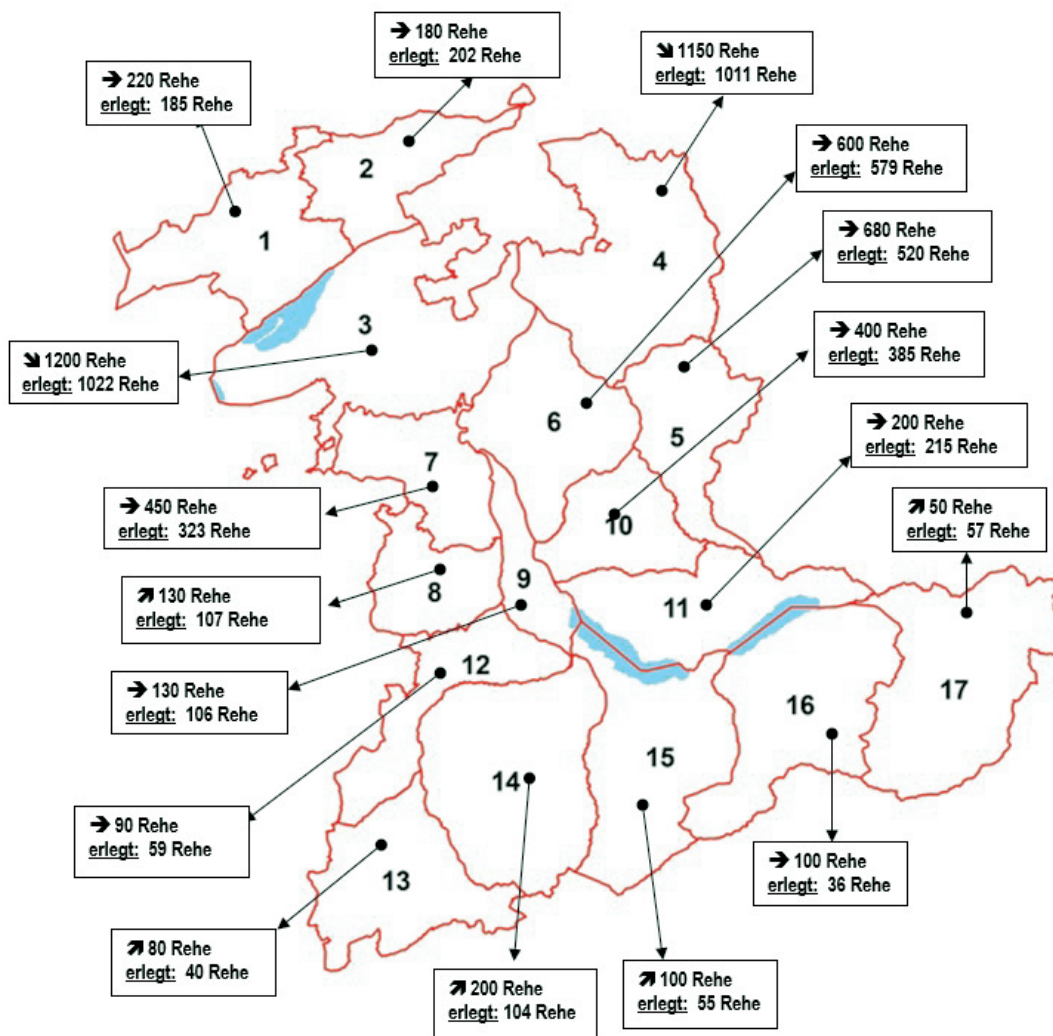 ➔ 180 Rehe
erlegt: 202 Rehe
➘ 1150 Rehe
erlegt: 1011 Rehe
➔ 220 Rehe
erlegt: 185 Rehe
➔ 600 Rehe
erlegt: 579 Rehe
2
1
4
➔ 680 Rehe
erlegt: 520 Rehe
3
➘ 1200 Rehe
erlegt: 1022 Rehe
➔ 400 Rehe
erlegt: 385 Rehe
6
5
➔ 200 Rehe
erlegt: 215 Rehe
7
➔ 450 Rehe
erlegt: 323 Rehe
10
➚ 50 Rehe
erlegt: 57 Rehe
8
9
➚ 130 Rehe
erlegt: 107 Rehe
11
12
➔ 130 Rehe
erlegt: 106 Rehe
17
16
15
14
➔ 90 Rehe
erlegt: 59 Rehe
13
➔ 100 Rehe
erlegt: 36 Rehe
➚ 80 Rehe
erlegt: 40 Rehe
➚ 200 Rehe
erlegt: 104 Rehe
➚ 100 Rehe
erlegt: 55 Rehe